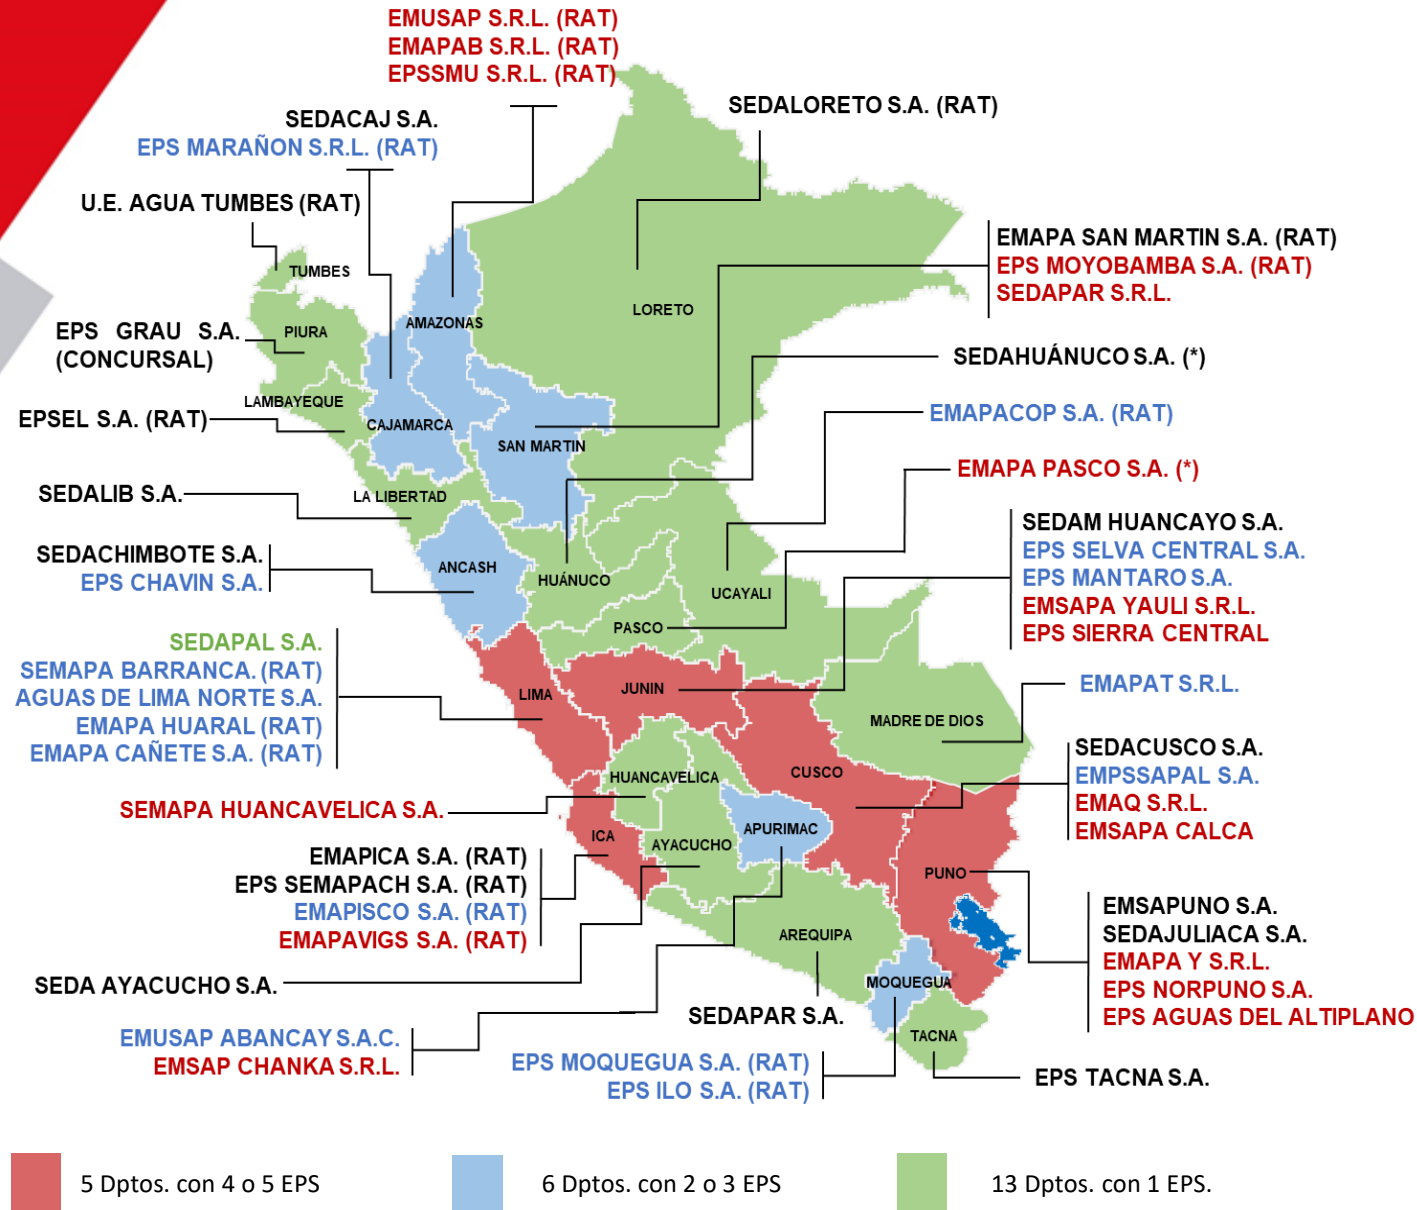 EMUSAP S.R.L. (RAT)
EMAPAB S.R.L. (RAT)
EPSSMU S.R.L. (RAT)
SEDALORETO S.A. (RAT)
SEDACAJ S.A.
EPS MARAÑON S.R.L. (RAT)
U.E. AGUA TUMBES (RAT)
EMAPA SAN MARTIN S.A. (RAT)
EPS MOYOBAMBA S.A. (RAT)
SEDAPAR S.R.L.
TUMBES
LORETO
AMAZONAS
PIURA
EPS GRAU S.A.
(CONCURSAL)
SEDAHUÁNUCO S.A. (*)
LAMBAYEQUE
EPSEL S.A. (RAT)
CAJAMARCA
EMAPACOP S.A. (RAT)
SAN MARTIN
EMAPA PASCO S.A. (*)
SEDALIB S.A.
LA LIBERTAD
SEDAM HUANCAYO S.A.
EPS SELVA CENTRAL S.A.
EPS MANTARO S.A.
EMSAPA YAULI S.R.L.
EPS SIERRA CENTRAL
SEDACHIMBOTE S.A.
EPS CHAVIN S.A.
ANCASH
HUÁNUCO
UCAYALI
PASCO
SEDAPAL S.A.
SEMAPA BARRANCA. (RAT)
AGUAS DE LIMA NORTE S.A.
EMAPA HUARAL (RAT)
EMAPA CAÑETE S.A. (RAT)
LIMA
JUNIN
EMAPAT S.R.L.
MADRE DE DIOS
SEDACUSCO S.A.
EMPSSAPAL S.A.
EMAQ S.R.L.
EMSAPA CALCA
HUANCAVELICA
CUSCO
SEMAPA HUANCAVELICA S.A.
ICA
AYACUCHO
APURIMAC
EMAPICA S.A. (RAT)
EPS SEMAPACH S.A. (RAT)
EMAPISCO S.A. (RAT)
EMAPAVIGS S.A. (RAT)
PUNO
EMSAPUNO S.A.
SEDAJULIACA S.A.
EMAPA Y S.R.L.
EPS NORPUNO S.A.
EPS AGUAS DEL ALTIPLANO
AREQUIPA
SEDA AYACUCHO S.A.
MOQUEGUA
SEDAPAR S.A.
TACNA
EMUSAP ABANCAY S.A.C.
EMSAP CHANKA S.R.L.
EPS MOQUEGUA S.A. (RAT)
EPS ILO S.A. (RAT)
EPS TACNA S.A.
5 Dptos. con 4 o 5 EPS
6 Dptos. con 2 o 3 EPS
13 Dptos. con 1 EPS.